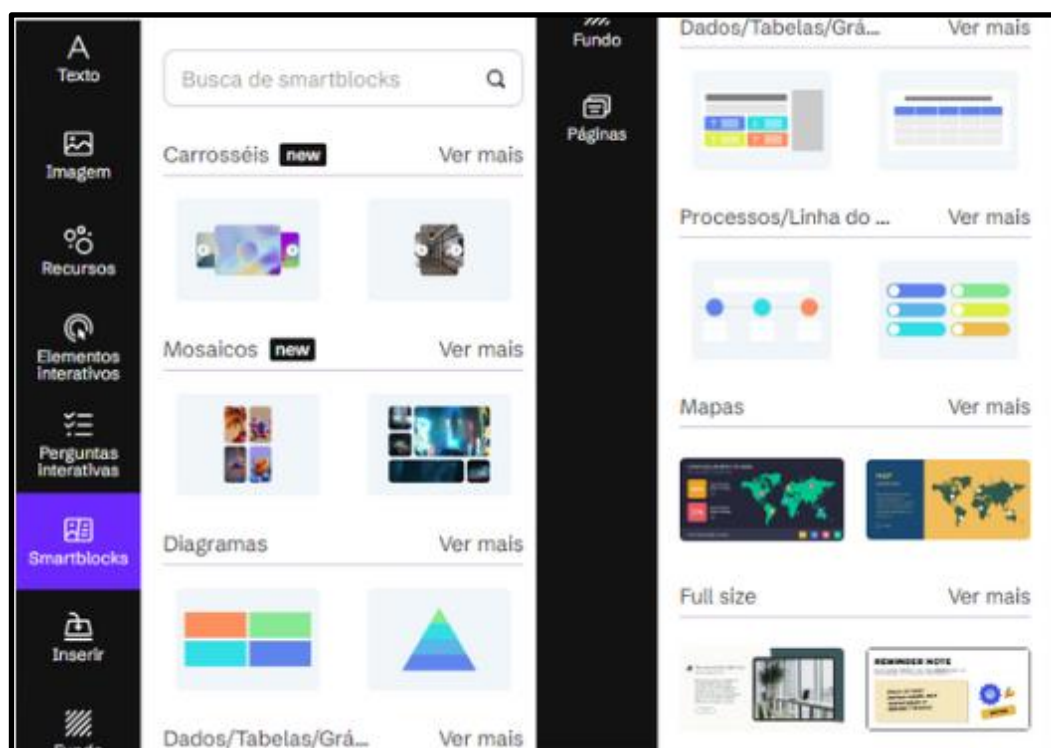 Texto
Imagem
Recursos
Elementos
Interativos
Perguntas
Interativas
Smartblocks
Inserir
Busca de smartblocks
Carrosséis new Ver mais
Mosaicos new Ver mais
Diagramas Ver mais
Dados/Tabelas/Grá... Ver mais
Fundo
Páginas
Dados/Tabelas/Grá... Ver mais
Processos/Linha do ... Ver mais
Mapas Ver mais
Full size Ver mais
REMINDER NOTE